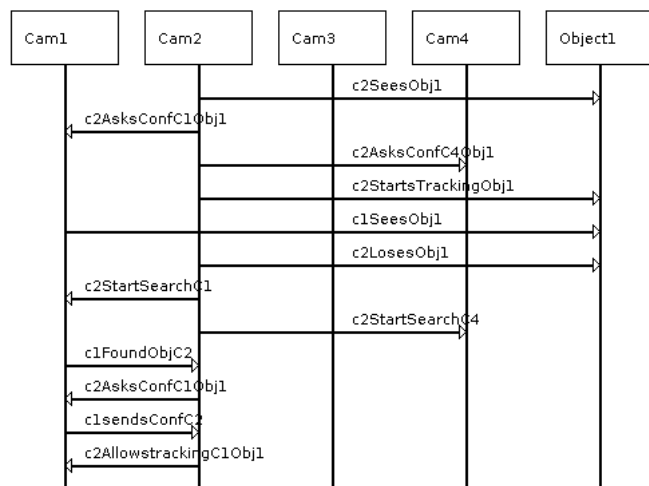 Cam1 Cam2 Cam3 Cam4 Object1
c2SeesObj1
c2AsksConfC1Obj1
c2AsksConfC4Obj1
c2StartsTrackingObj1
c1SeesObj1
c2LosesObj1
c2StartSearchC1
c2StartSearchC4
c1FoundObjC2
c2AsksConfC1Obj1
c1sendsConfC2
c2AllowstrackingC1Obj1